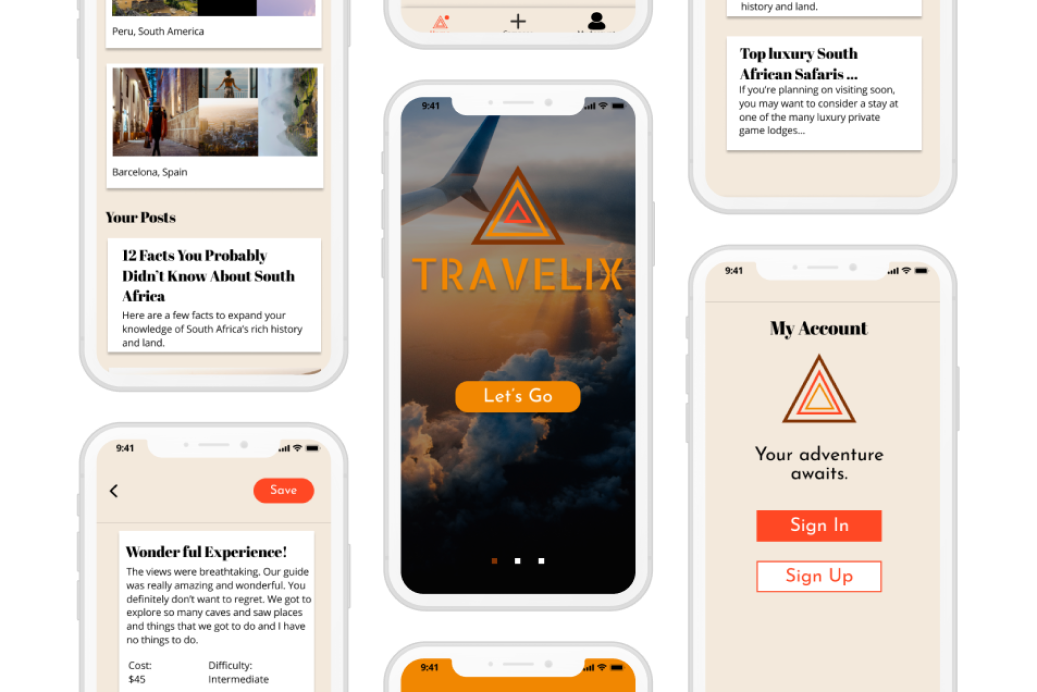 Peru, South America
Barcelona, Spain
Your Posts
12 Facts You Probably
Didn't Know About South
Africa
Here are a few facts to expand your
knowledge of South Africa's rich history
and land.
9:41
Save
Wonder ful Experience!
The views were breathtaking. Our guide
was really amazing and wonderful. You
definitely don't want to regret. We got to
explore so many caves and saw places
and things that we got to do and I have
no things to do.
Cost:
$45
Difficulty:
Intermediate
9:41
TRAVELIX
Let's Go
9:41
history and land.
Top luxury South
African Safaris ...
If you're planning on visiting soon,
you may want to consider a stay at
one of the many luxury private
game lodges...
9:41
My Account
Your adventure
awaits.
Sign In
Sign Up